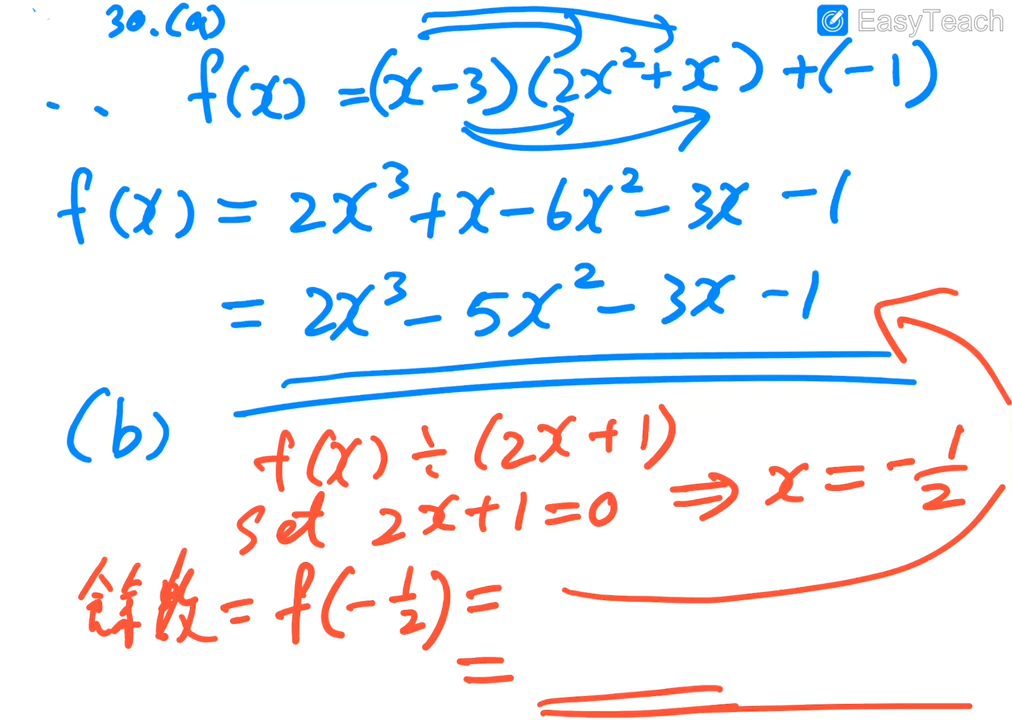 EasyTeach
30.(a)
∴ f(x) = (x-3)(2x²+x)+(-1)
f(x) = 2x³+x-6x²-3x-1
= 2x³-5x²-3x-1
(b)
f(x)÷(2x+1)
set 2x+1=0 ⇒ x=-1/2
餘數 = f(-1/2) =
=